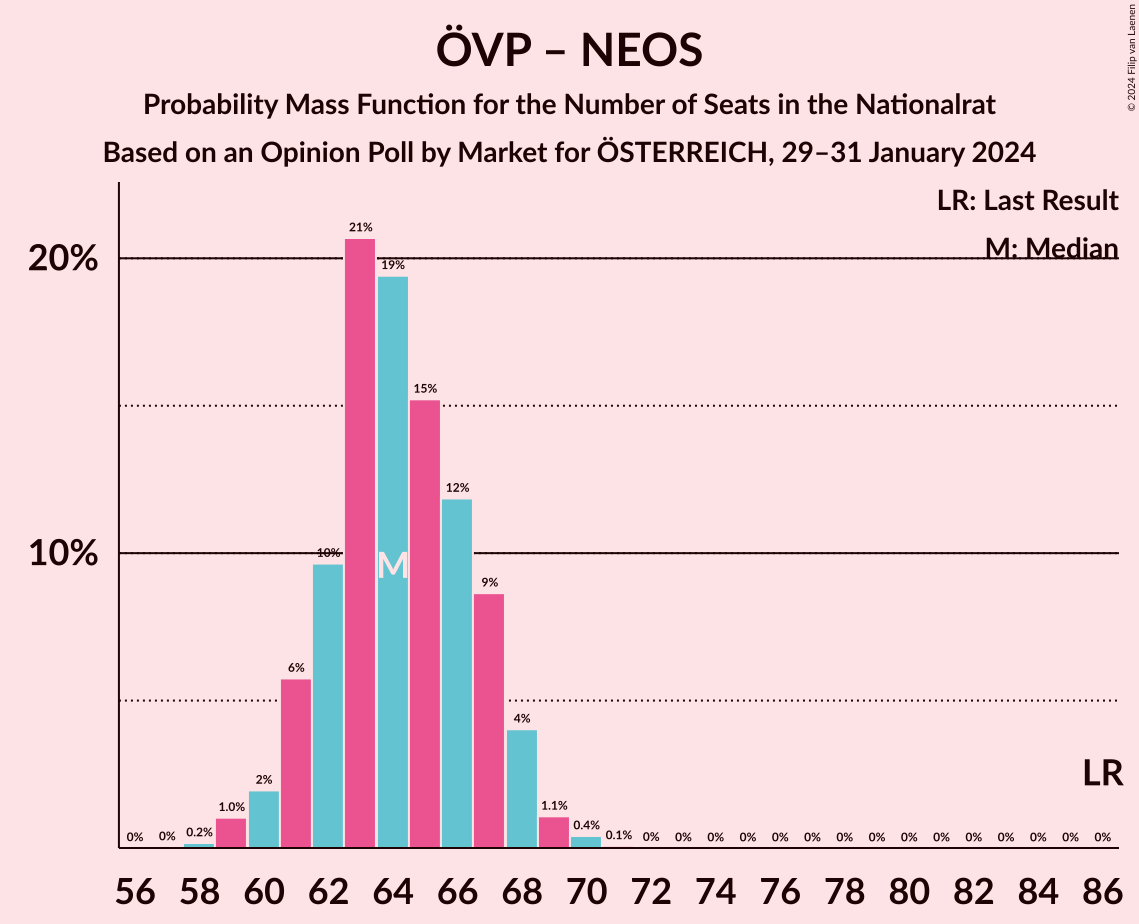 ÖVP – NEOS
Probability Mass Function for the Number of Seats in the Nationalrat
Based on an Opinion Poll by Market for ÖSTERREICH, 29–31 January 2024
© 2024 Filip van Laenen
LR: Last Result
M: Median
20%
10%
0% 0% 0.2% 1.0% 2% 6% 10% 21% 19% 15% 12% 9% 4% 1.1% 0.4% 0.1% 0% 0% 0% 0% 0% 0% 0% 0% 0% 0% 0% 0% 0% 0% 0%
M
LR
56 58 60 62 64 66 68 70 72 74 76 78 80 82 84 86